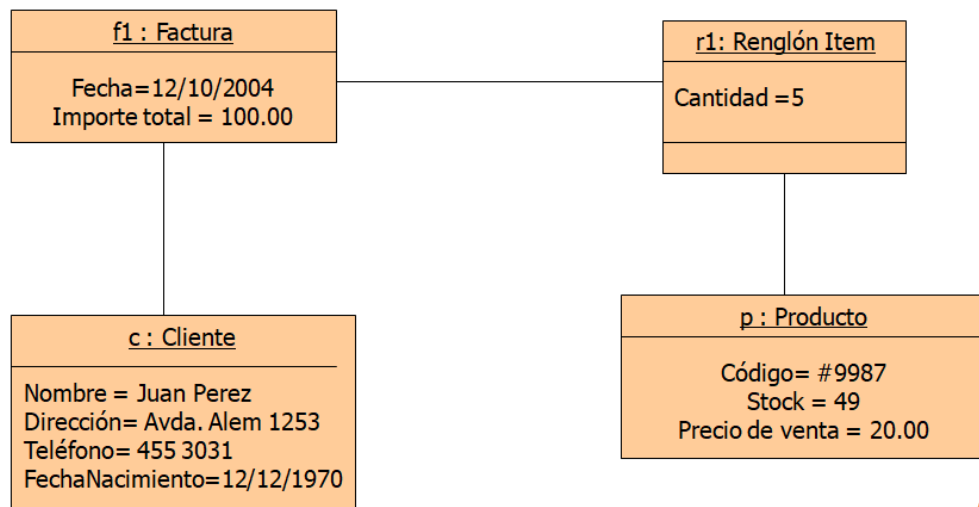 f1 : Factura
Fecha=12/10/2004
Importe total = 100.00
r1: Renglón Item
Cantidad =5
c : Cliente
Nombre = Juan Perez
Dirección= Avda. Alem 1253
Teléfono= 455 3031
FechaNacimiento=12/12/1970
p : Producto
Código= #9987
Stock = 49
Precio de venta = 20.00